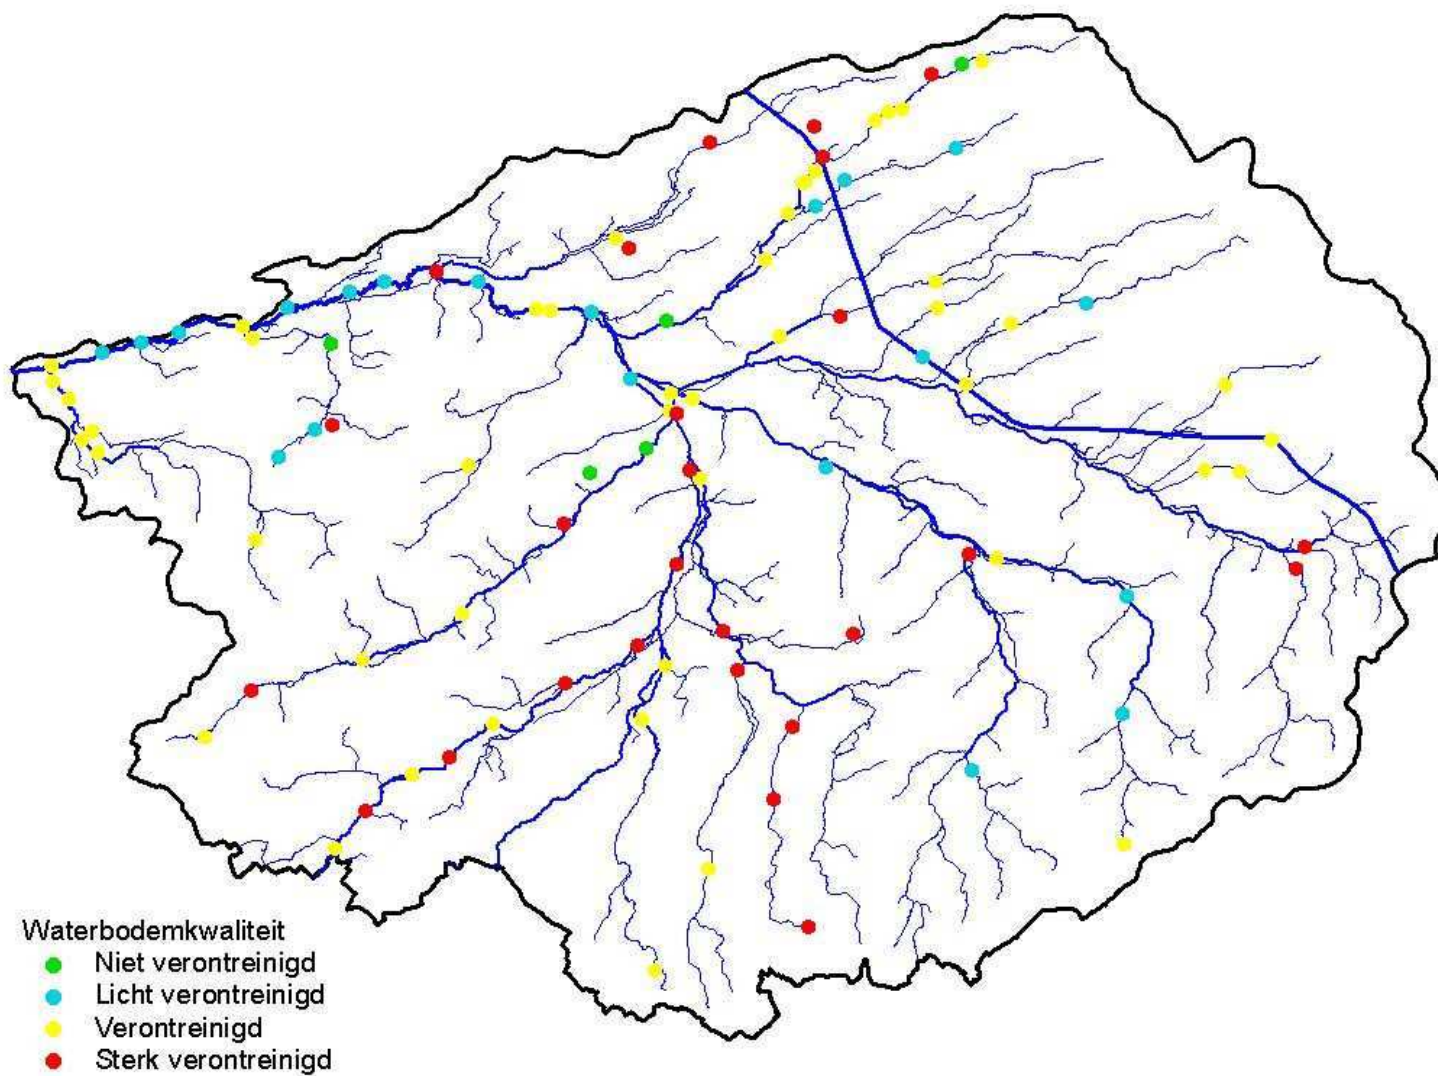 Waterbodemkwaliteit
Niet verontreinigd
Licht verontreinigd
Verontreinigd
Sterk verontreinigd